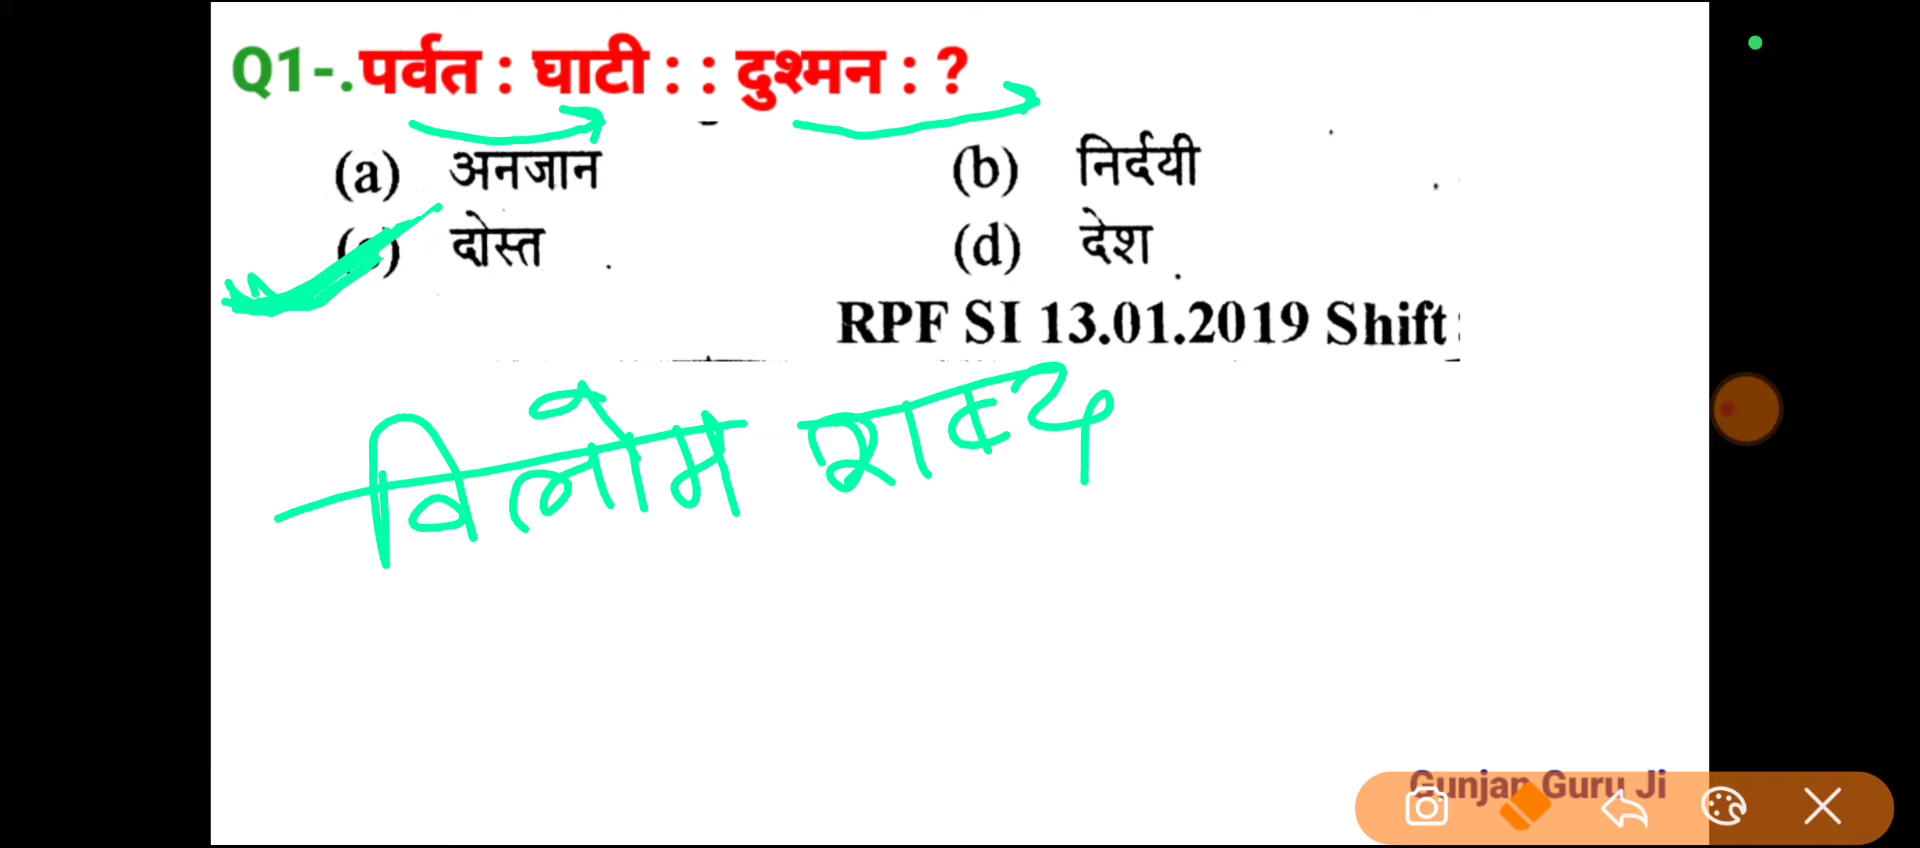 Q1-.पर्वत : घाटी : : दुश्मन : ?
(a) अनजान (b) निर्दयी
(c) दोस्त (d) देश
RPF SI 13.01.2019 Shift
विलोम शब्द
Gunjan Guru Ji